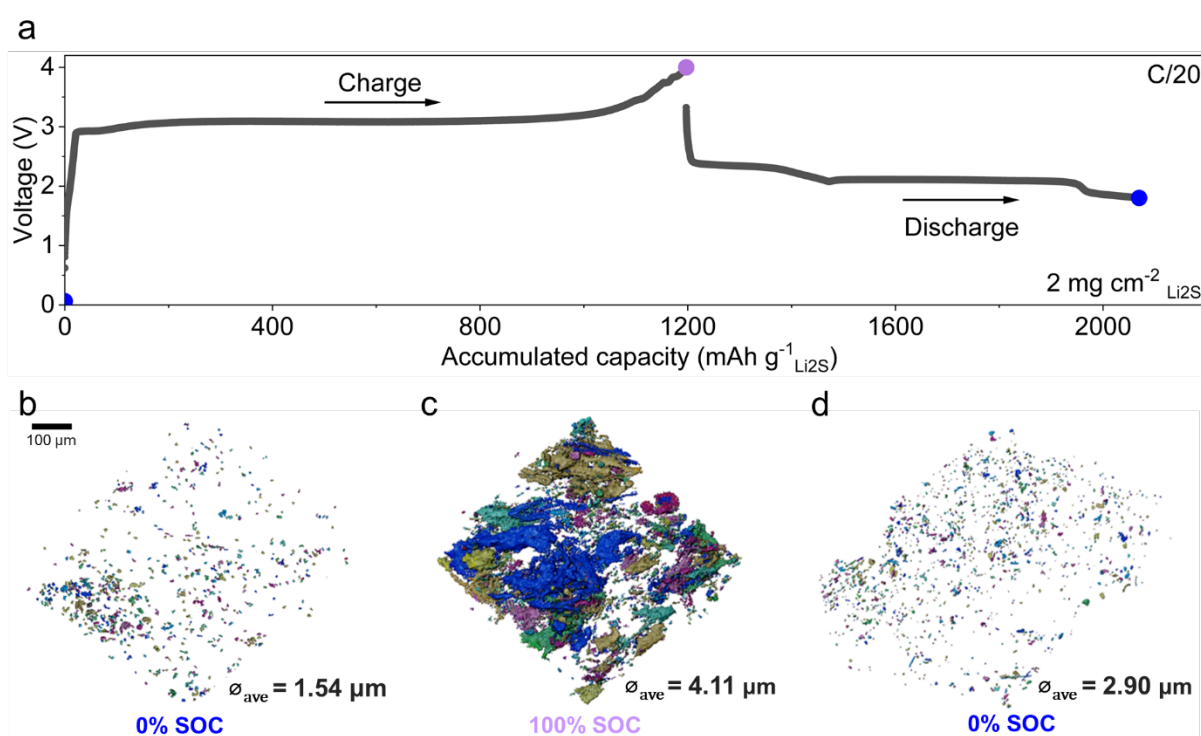 a
4
3
2
1
0
Voltage (V)
Charge
C/20
Discharge
2 mg cm⁻² Li2S
0 400 800 1200 1600 2000
Accumulated capacity (mAh g⁻¹Li2S)
b
100 µm
ø ave = 1.54 µm
0% SOC
c
ø ave = 4.11 µm
100% SOC
d
ø ave = 2.90 µm
0% SOC